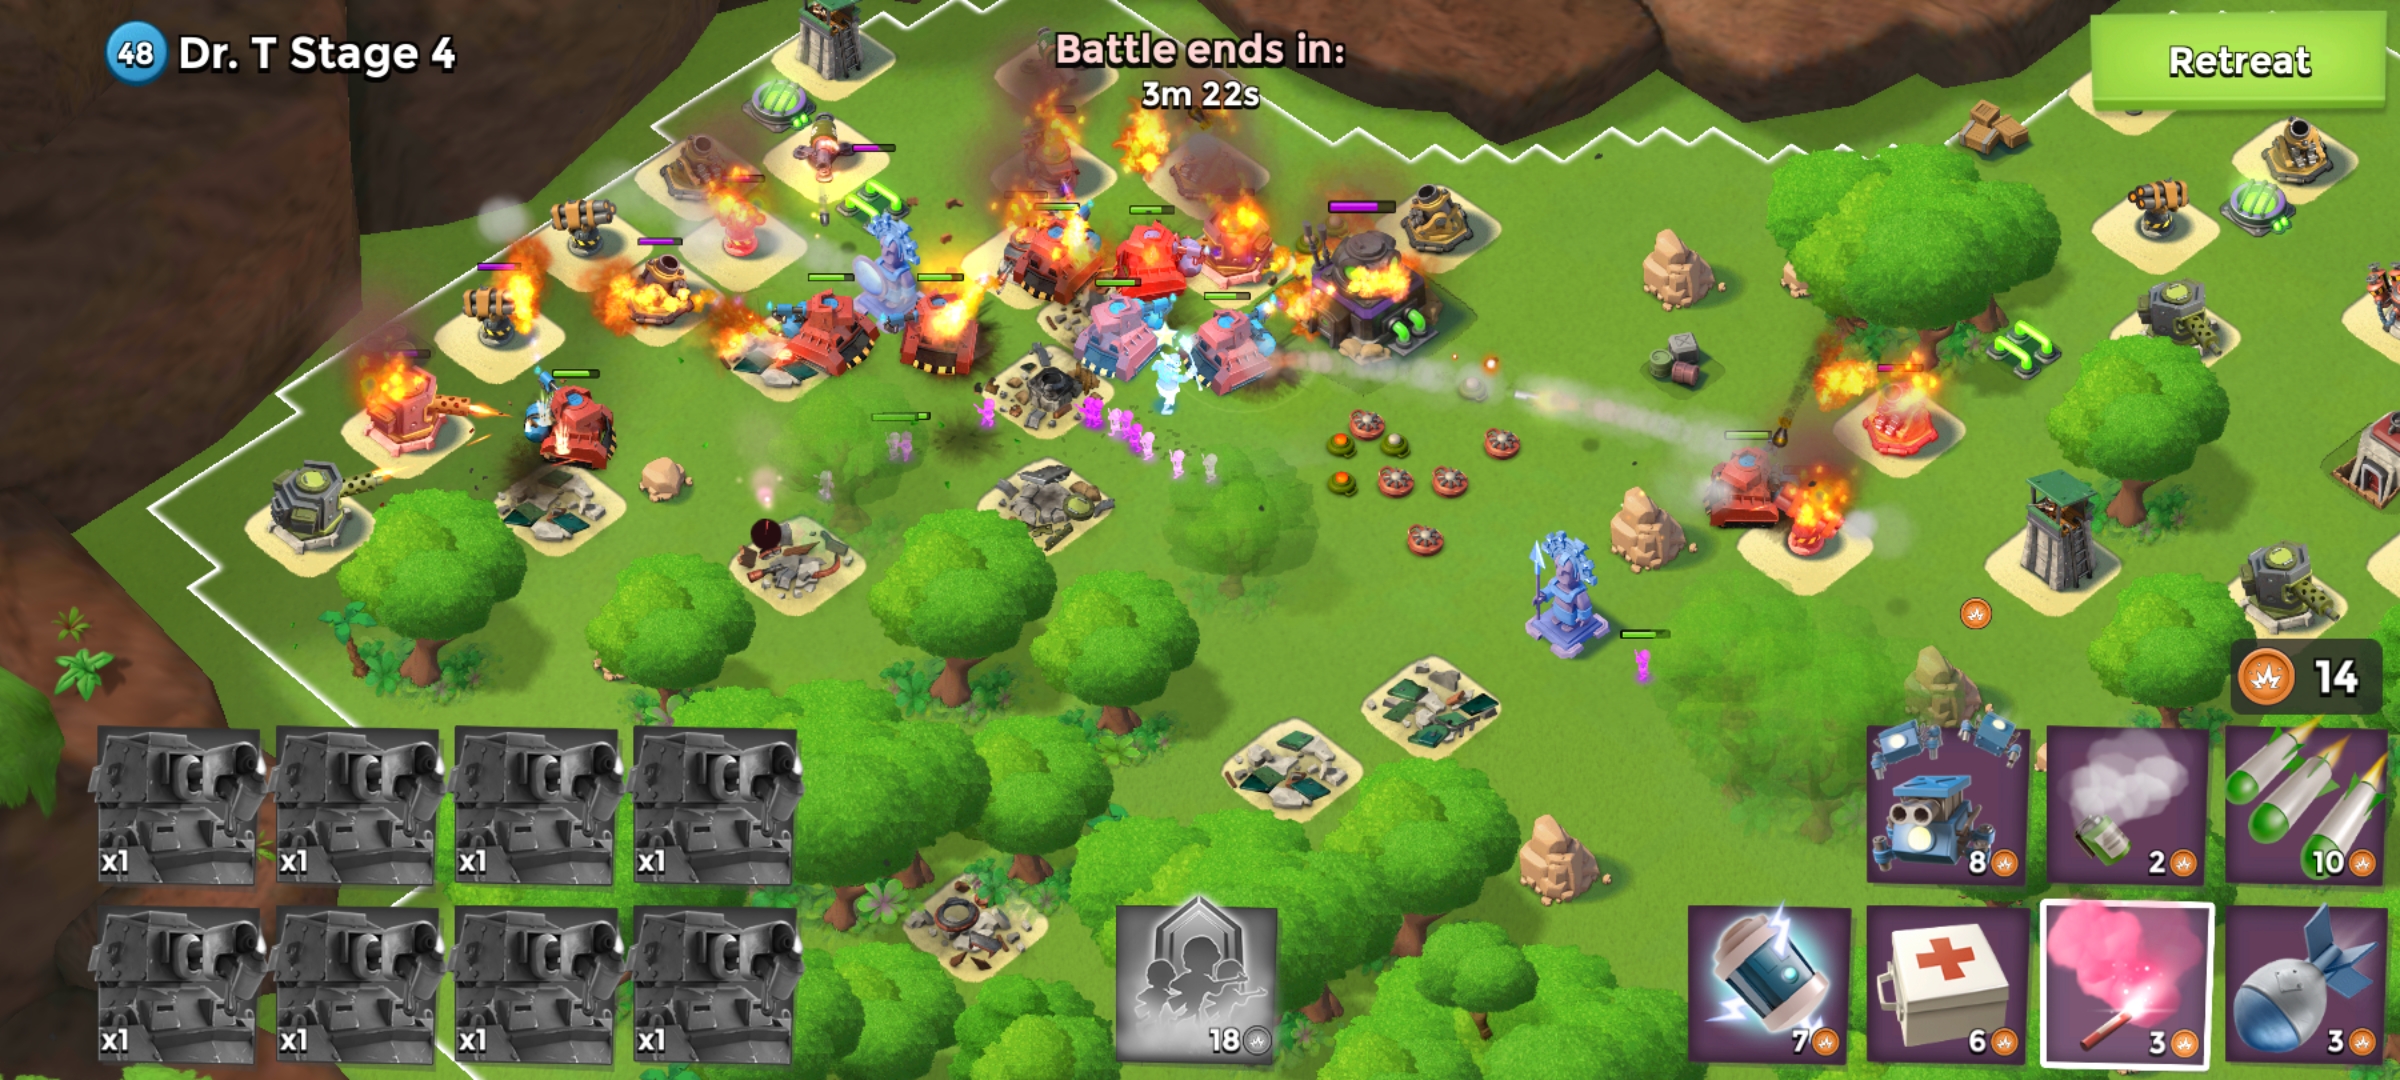 48 Dr. T Stage 4
Battle ends in:
3m 22s
Retreat
14
x1 x1 x1 x1
8 2 10
x1 x1 x1 x1
18
7 6 3 3